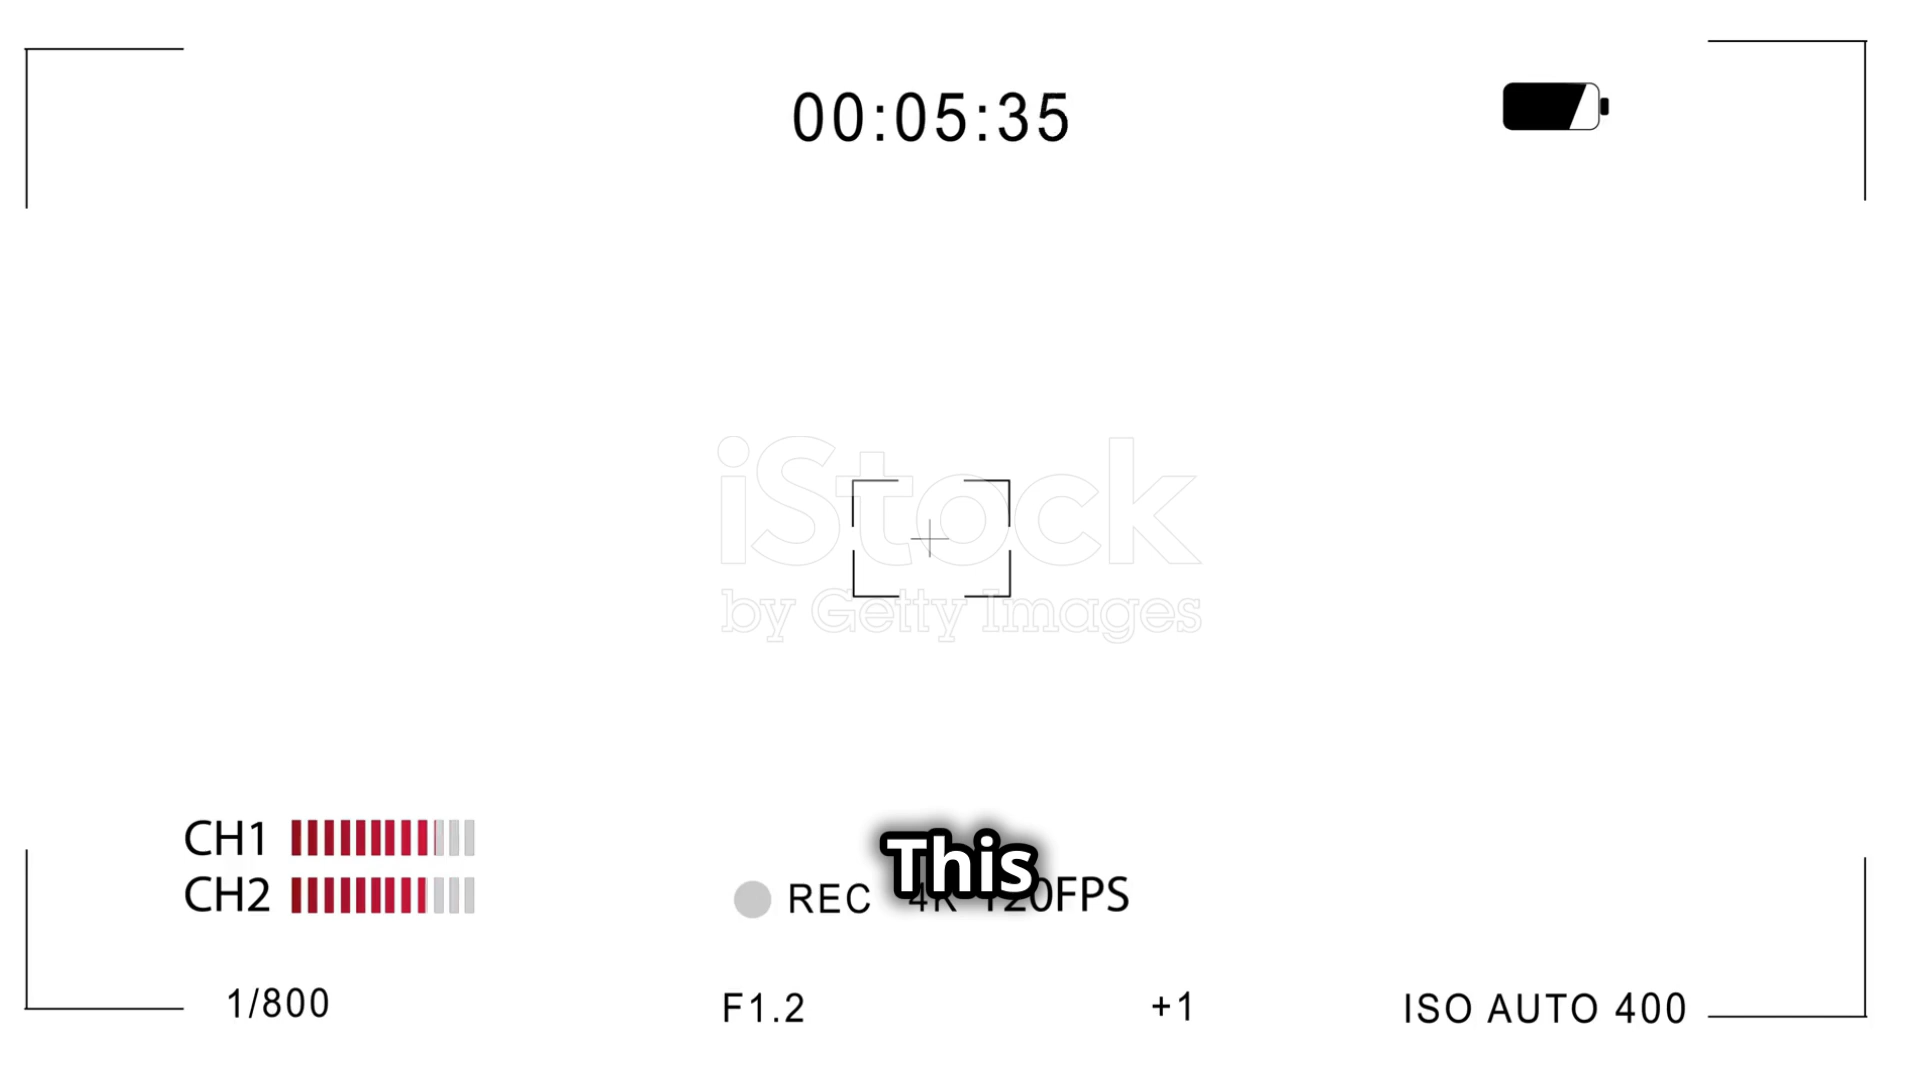 00:05:35
iStock
by Getty Images
CH1
CH2
REC 4K 120FPS
This
1/800
F1.2
+1
ISO AUTO 400